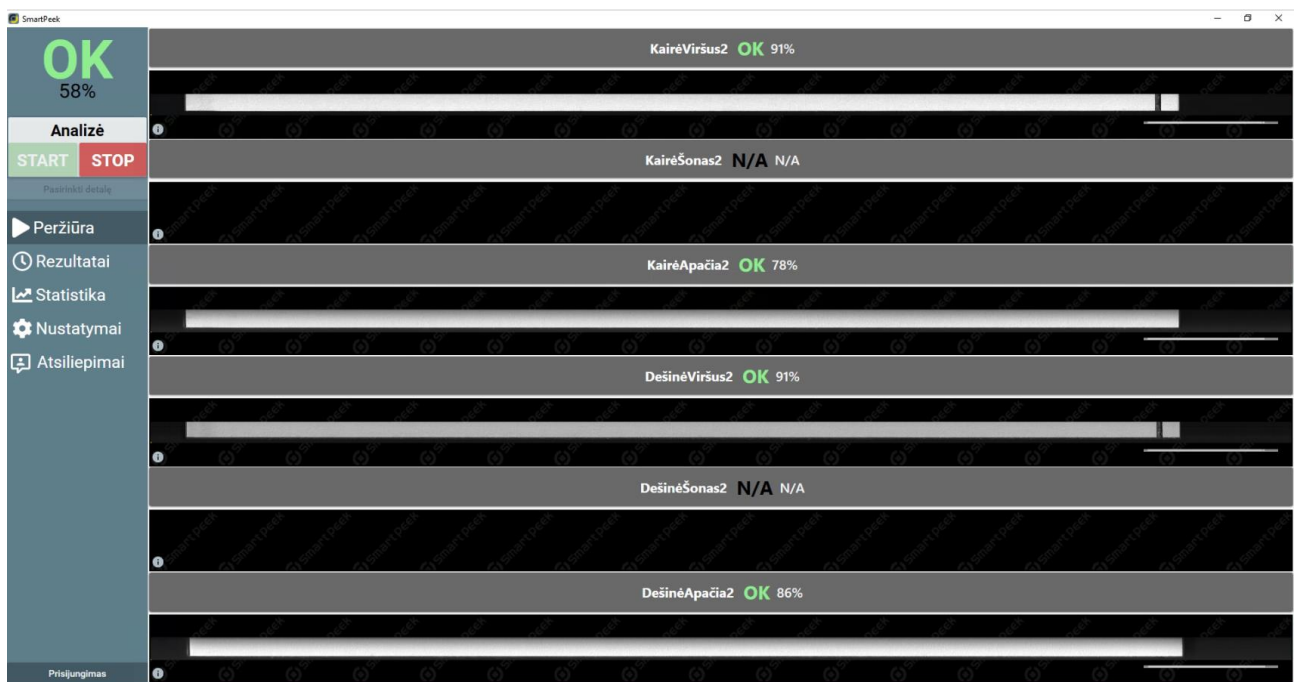 SmartPeek
OK
58%
Analizė
START STOP
Pasirinkti detalę
Peržiūra
Rezultatai
Statistika
Nustatymai
Atsiliepimai
Prisijungimas
KairėViršus2 OK 91%
KairėŠonas2 N/A N/A
KairėApačia2 OK 78%
DešinėViršus2 OK 91%
DešinėŠonas2 N/A N/A
DešinėApačia2 OK 86%